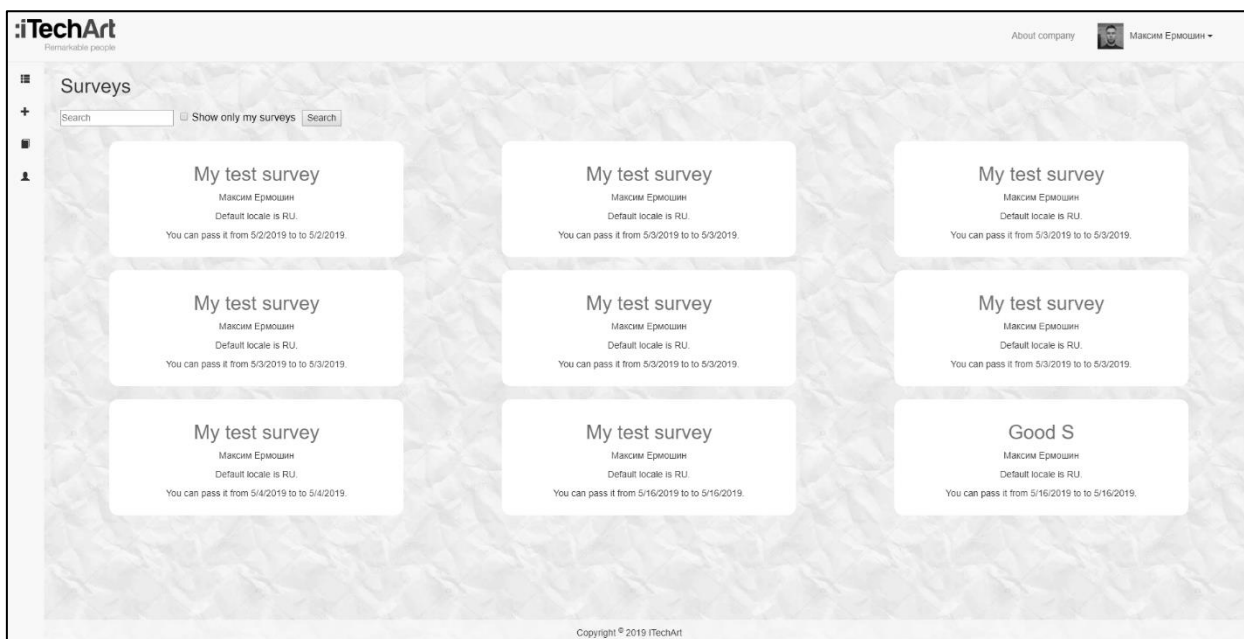 :iTechArt
Remarkable people
About company
Максим Ермошин
Surveys
Search
Show only my surveys
Search
My test survey
Максим Ермошин
Default locale is RU.
You can pass it from 5/2/2019 to to 5/2/2019.
My test survey
Максим Ермошин
Default locale is RU.
You can pass it from 5/3/2019 to to 5/3/2019.
My test survey
Максим Ермошин
Default locale is RU.
You can pass it from 5/3/2019 to to 5/3/2019.
My test survey
Максим Ермошин
Default locale is RU.
You can pass it from 5/3/2019 to to 5/3/2019.
My test survey
Максим Ермошин
Default locale is RU.
You can pass it from 5/3/2019 to to 5/3/2019.
My test survey
Максим Ермошин
Default locale is RU.
You can pass it from 5/3/2019 to to 5/3/2019.
My test survey
Максим Ермошин
Default locale is RU.
You can pass it from 5/4/2019 to to 5/4/2019.
My test survey
Максим Ермошин
Default locale is RU.
You can pass it from 5/16/2019 to to 5/16/2019.
Good S
Максим Ермошин
Default locale is RU.
You can pass it from 5/16/2019 to to 5/16/2019.
Copyright © 2019 ITechArt